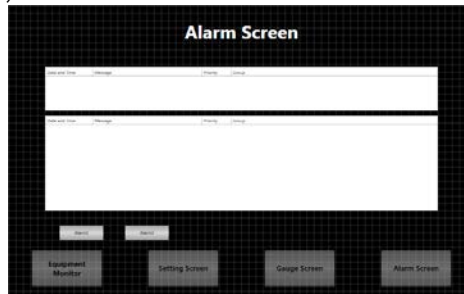 Alarm Screen
Date and Time Message Priority Group
Date and Time Message Priority Group
Equipment
Monitor
Setting Screen
Gauge Screen
Alarm Screen